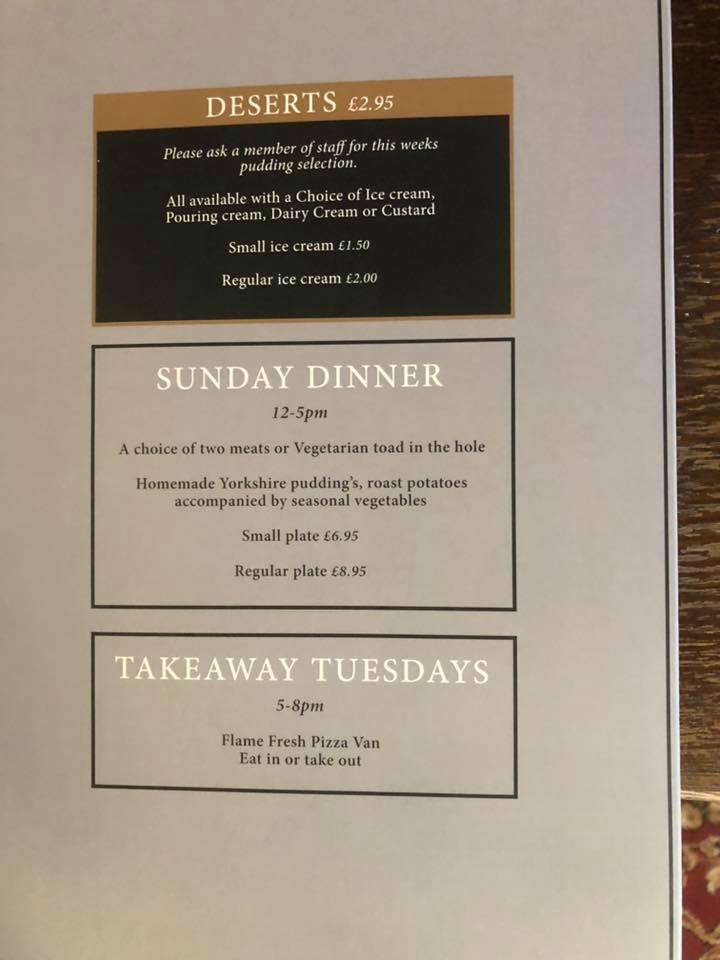 DESERTS £2.95
Please ask a member of staff for this weeks
pudding selection.
All available with a Choice of Ice cream,
Pouring cream, Dairy Cream or Custard
Small ice cream £1.50
Regular ice cream £2.00
SUNDAY DINNER
12-5pm
A choice of two meats or Vegetarian toad in the hole
Homemade Yorkshire pudding's, roast potatoes
accompanied by seasonal vegetables
Small plate £6.95
Regular plate £8.95
TAKEAWAY TUESDAYS
5-8pm
Flame Fresh Pizza Van
Eat in or take out